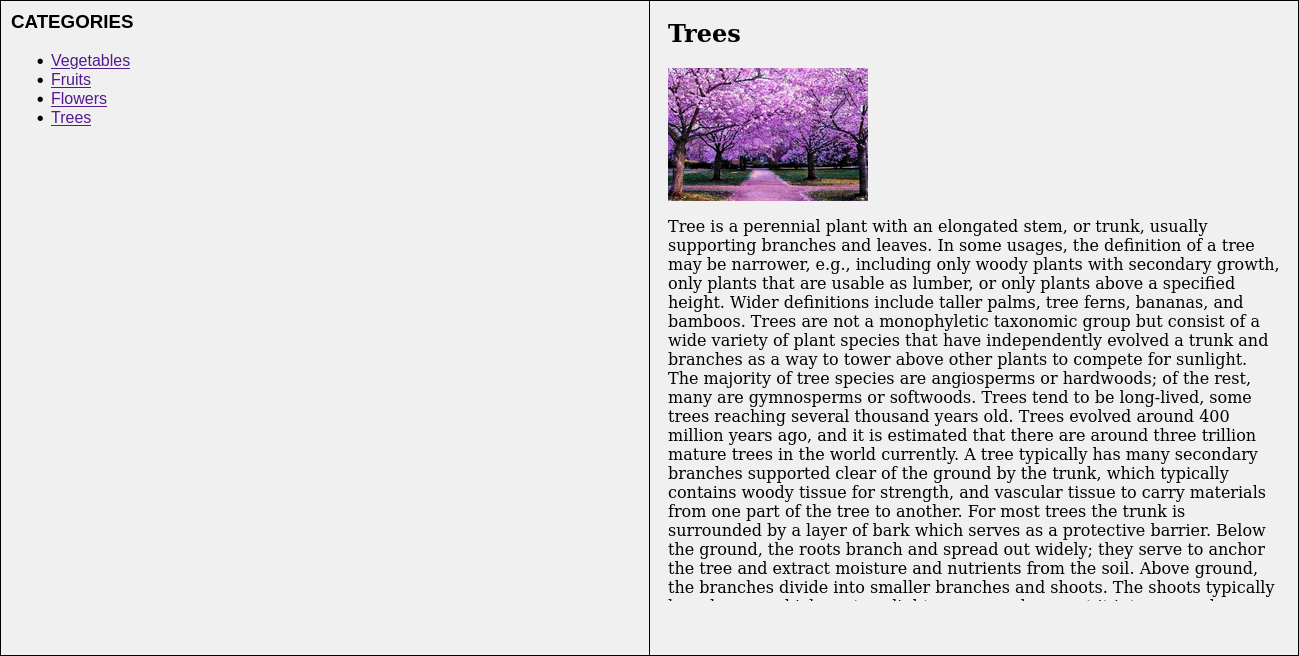 CATEGORIES
Vegetables
Fruits
Flowers
Trees
Trees
Tree is a perennial plant with an elongated stem, or trunk, usually
supporting branches and leaves. In some usages, the definition of a tree
may be narrower, e.g., including only woody plants with secondary growth,
only plants that are usable as lumber, or only plants above a specified
height. Wider definitions include taller palms, tree ferns, bananas, and
bamboos. Trees are not a monophyletic taxonomic group but consist of a
wide variety of plant species that have independently evolved a trunk and
branches as a way to tower above other plants to compete for sunlight.
The majority of tree species are angiosperms or hardwoods; of the rest,
many are gymnosperms or softwoods. Trees tend to be long-lived, some
trees reaching several thousand years old. Trees evolved around 400
million years ago, and it is estimated that there are around three trillion
mature trees in the world currently. A tree typically has many secondary
branches supported clear of the ground by the trunk, which typically
contains woody tissue for strength, and vascular tissue to carry materials
from one part of the tree to another. For most trees the trunk is
surrounded by a layer of bark which serves as a protective barrier. Below
the ground, the roots branch and spread out widely; they serve to anchor
the tree and extract moisture and nutrients from the soil. Above ground,
the branches divide into smaller branches and shoots. The shoots typically